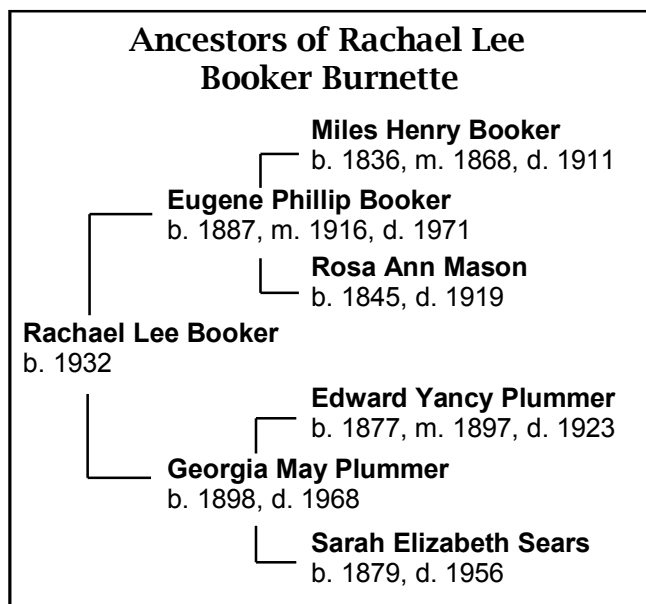 Ancestors of Rachael Lee
Booker Burnette
Miles Henry Booker
b. 1836, m. 1868, d. 1911
Eugene Phillip Booker
b. 1887, m. 1916, d. 1971
Rosa Ann Mason
b. 1845, d. 1919
Rachael Lee Booker
b. 1932
Edward Yancy Plummer
b. 1877, m. 1897, d. 1923
Georgia May Plummer
b. 1898, d. 1968
Sarah Elizabeth Sears
b. 1879, d. 1956